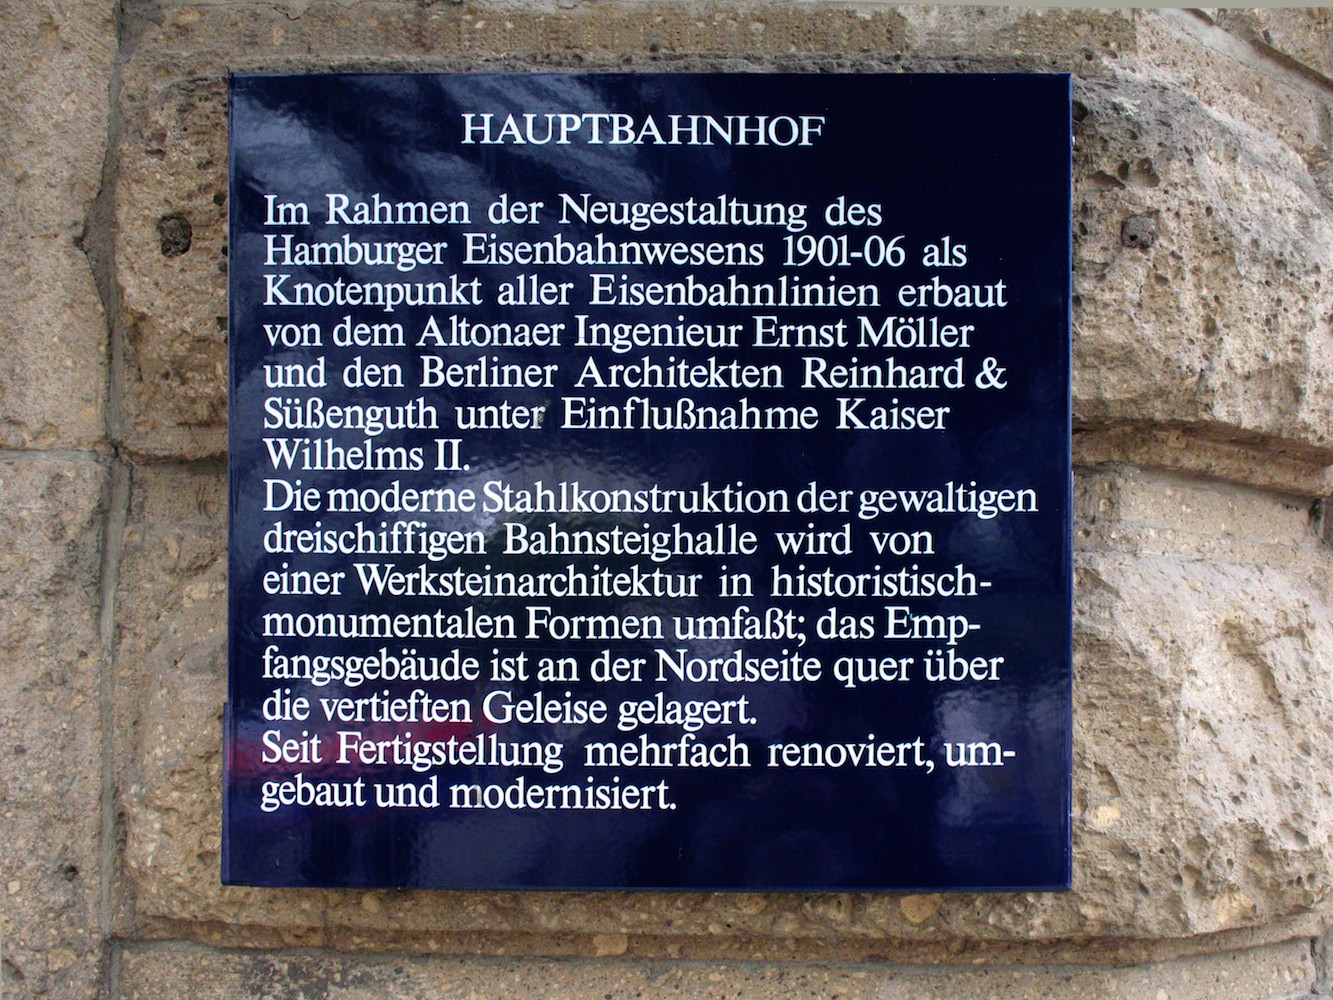 HAUPTBAHNHOF
Im Rahmen der Neugestaltung des
Hamburger Eisenbahnwesens 1901-06 als
Knotenpunkt aller Eisenbahnlinien erbaut
von dem Altonaer Ingenieur Ernst Möller
und den Berliner Architekten Reinhard &
Süßenguth unter Einflußnahme Kaiser
Wilhelms II.
Die moderne Stahlkonstruktion der gewaltigen
dreischiffigen Bahnsteighalle wird von
einer Werksteinarchitektur in historistisch-
monumentalen Formen umfaßt; das Emp-
fangsgebäude ist an der Nordseite quer über
die vertieften Geleise gelagert.
Seit Fertigstellung mehrfach renoviert, um-
gebaut und modernisiert.